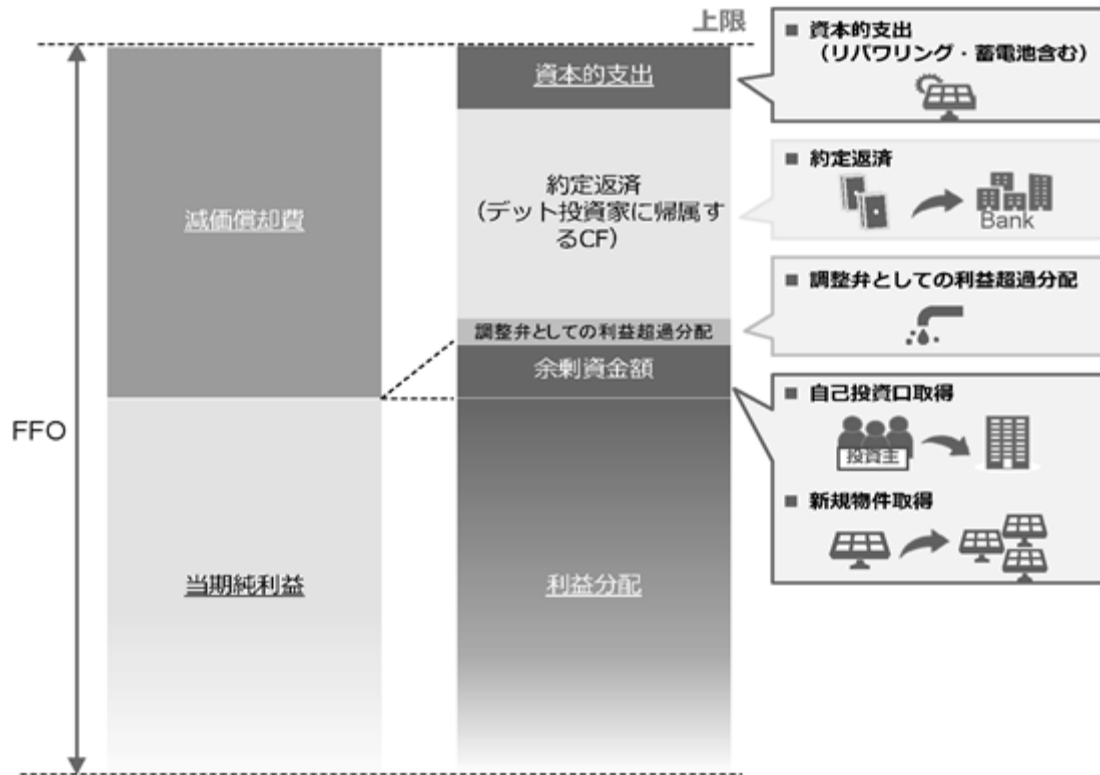 上限
FFO
減価償却費
当期純利益
資本的支出
約定返済
（デット投資家に帰属す
るCF）
調整弁としての利益超過分配
余剰資金額
利益分配
■ 資本的支出
（リパワリング・蓄電池含む）
■ 約定返済
Bank
■ 調整弁としての利益超過分配
■ 自己投資口取得
投資主
■ 新規物件取得